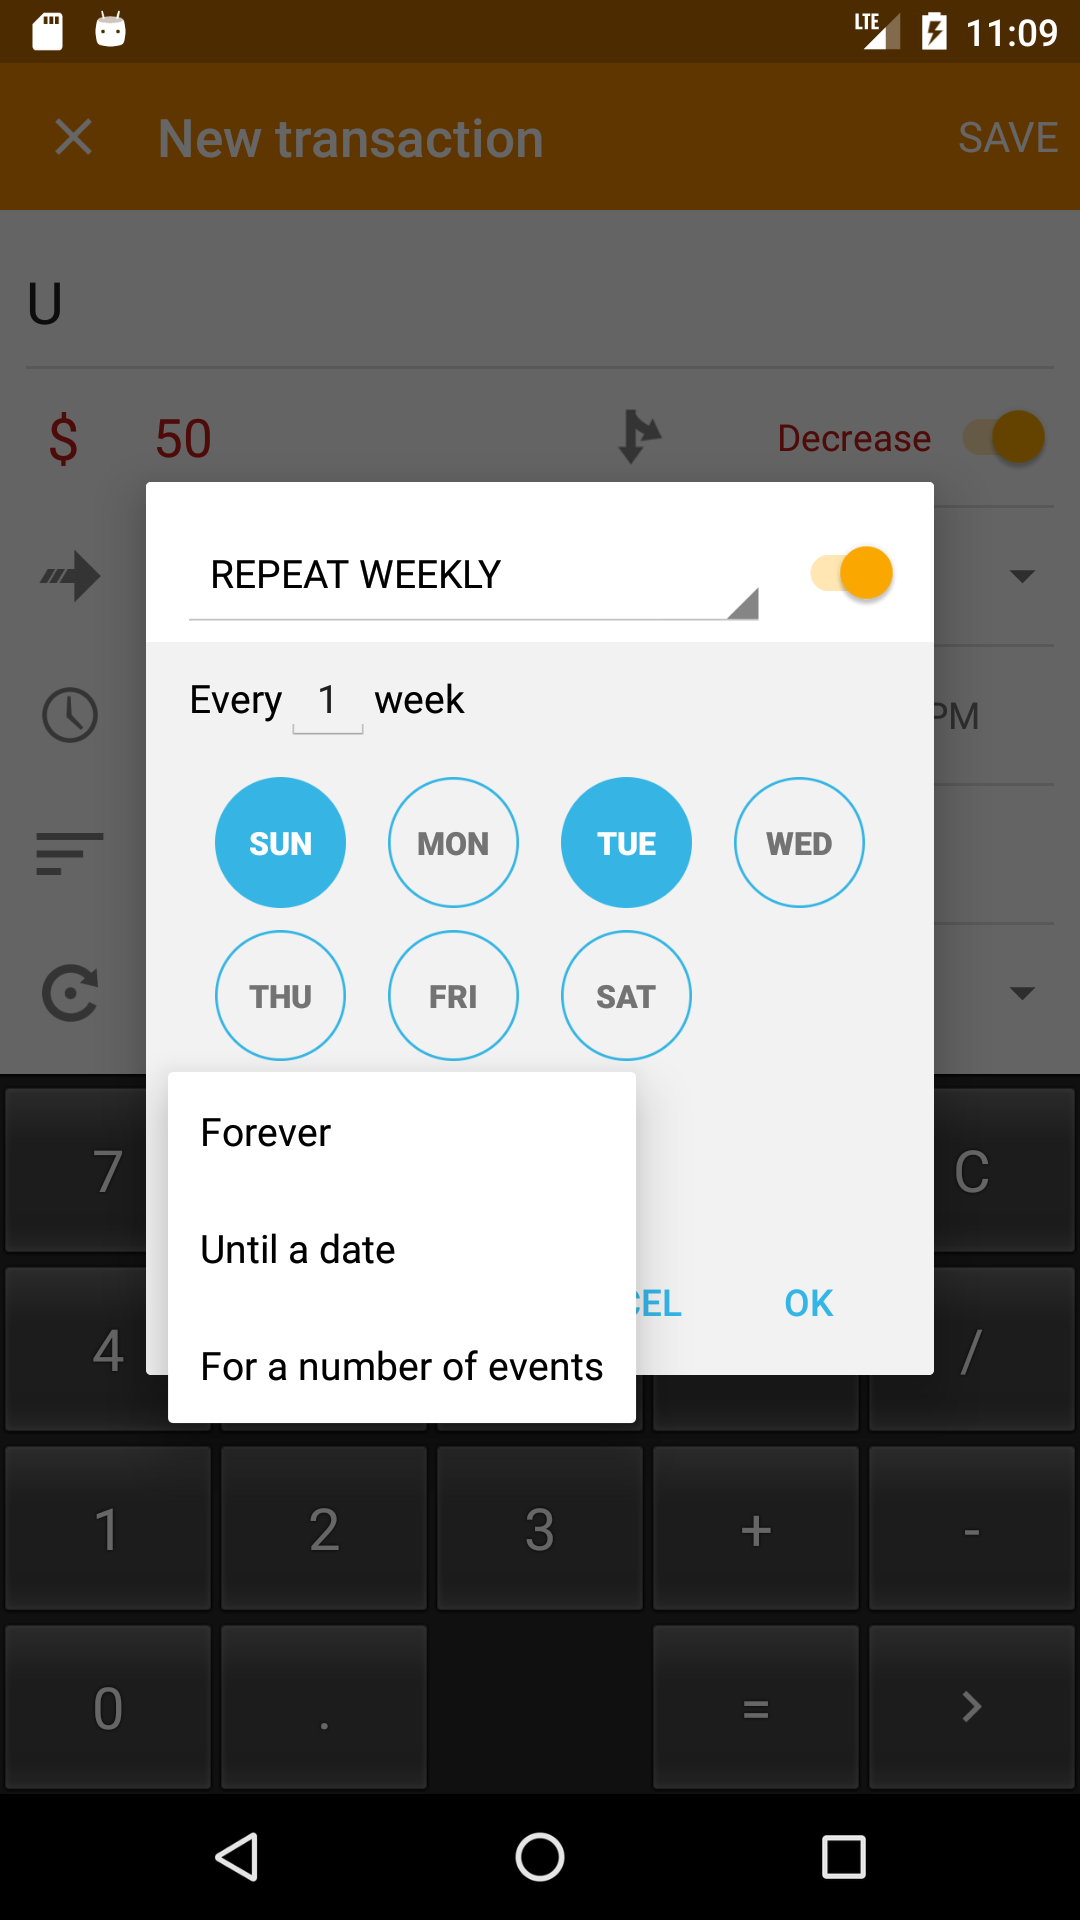 LTE 11:09
New transaction SAVE
U
$ 50 Decrease
REPEAT WEEKLY
Every 1 week
PM
SUN MON TUE WED
THU FRI SAT
Forever
Until a date
For a number of events
OK
7 C
4 /
1 2 3 + -
0 . = >